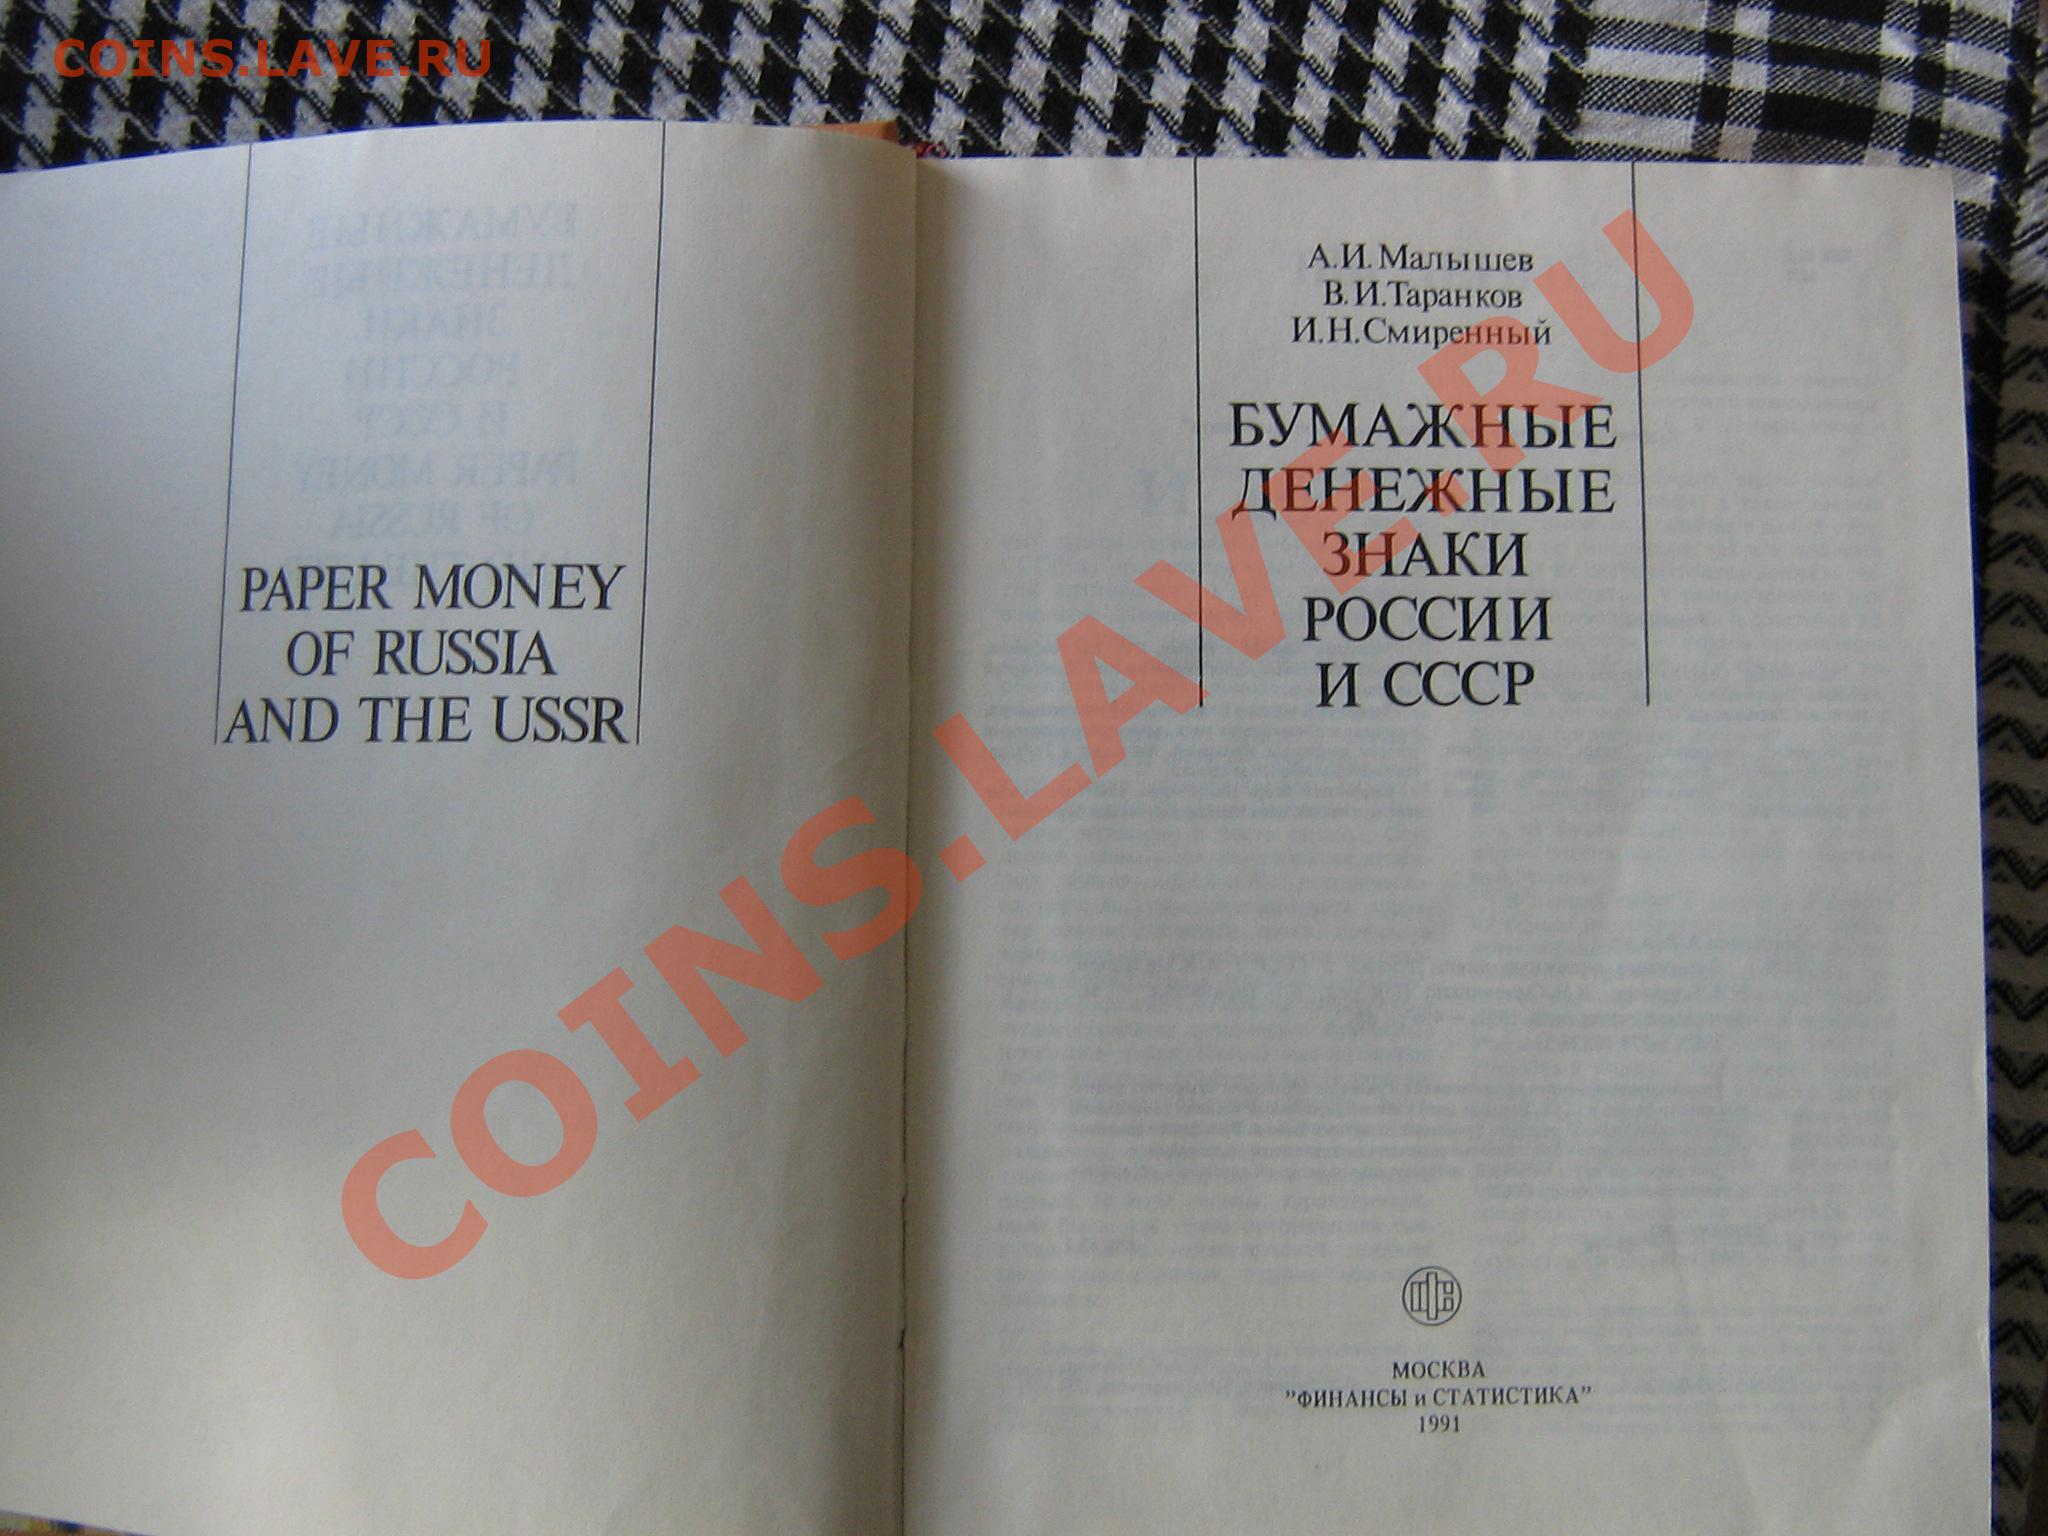 COINS.LAVE.RU
PAPER MONEY
OF RUSSIA
AND THE USSR
А.И.Малышев
В.И.Таранков
И.Н.Смиренный
БУМАЖНЫЕ
ДЕНЕЖНЫЕ
ЗНАКИ
РОССИИ
И СССР
COINS.LAVE.RU
МОСКВА
"ФИНАНСЫ и СТАТИСТИКА"
1991